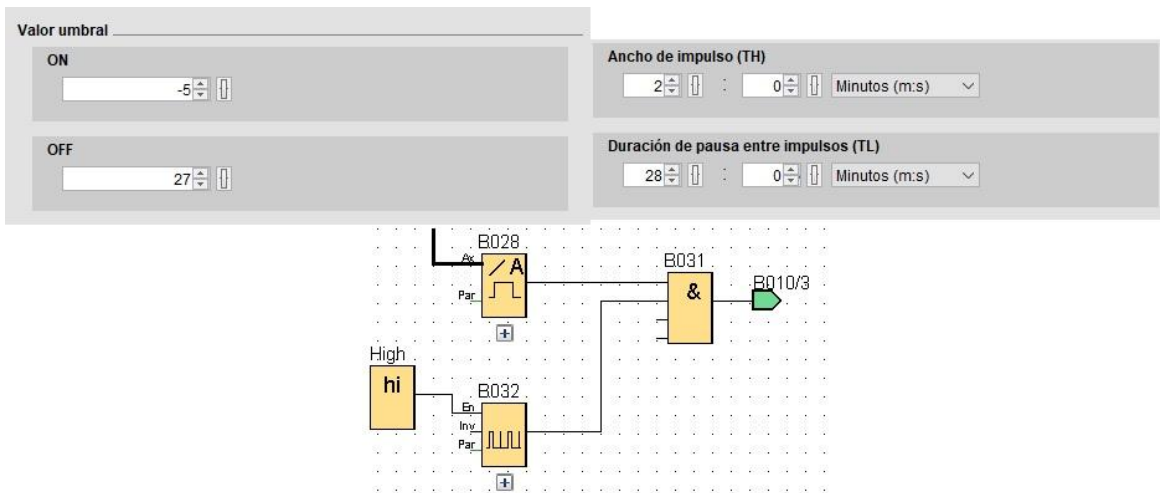 Valor umbral
ON
-5
OFF
27
Ancho de impulso (TH)
2 : 0 Minutos (m:s)
Duración de pausa entre impulsos (TL)
28 : 0 Minutos (m:s)
B028
Ax
A
Par
B031
&
B010/3
High
hi
B032
En
Inv
Par